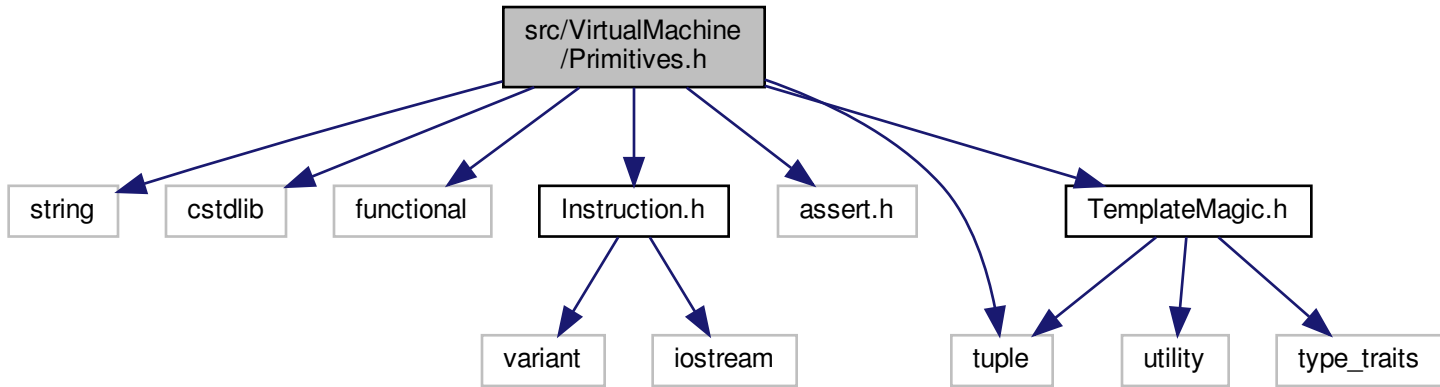 src/VirtualMachine
/Primitives.h
string
cstdlib
functional
Instruction.h
assert.h
TemplateMagic.h
variant
iostream
tuple
utility
type_traits